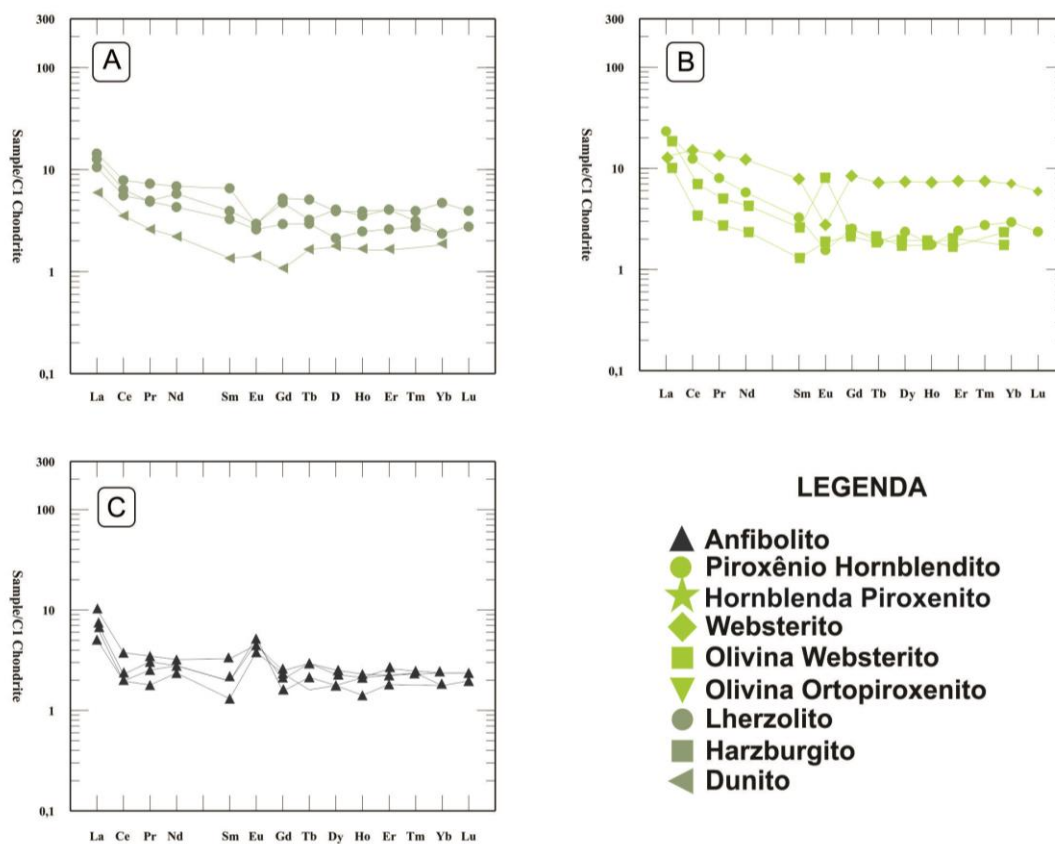 A
300
100
10
1
0,1
Sample/C1 Chondrite
La Ce Pr Nd Sm Eu Gd Tb D Ho Er Tm Yb Lu
B
300
100
10
1
0,1
Sample/C1 Chondrite
La Ce Pr Nd Sm Eu Gd Tb Dy Ho Er Tm Yb Lu
C
300
100
10
1
0,1
Sample/C1 Chondrite
La Ce Pr Nd Sm Eu Gd Tb Dy Ho Er Tm Yb Lu
LEGENDA
Anfibolito
Piroxênio Hornblendito
Hornblenda Piroxenito
Websterito
Olivina Websterito
Olivina Ortopiroxenito
Lherzolito
Harzburgito
Dunito